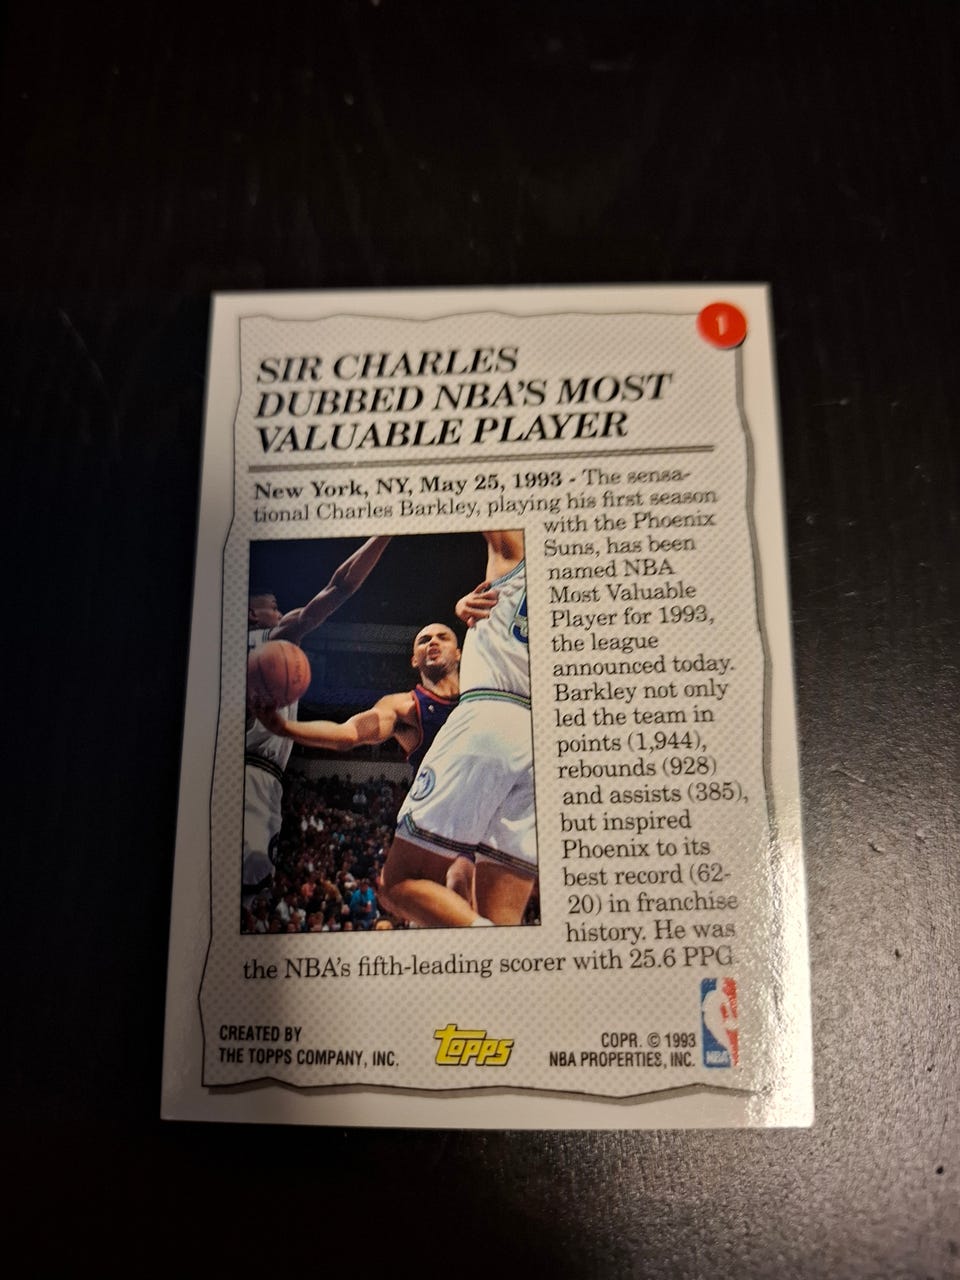 1
SIR CHARLES
DUBBED NBA'S MOST
VALUABLE PLAYER
New York, NY, May 25, 1993 - The sensa-
tional Charles Barkley, playing his first season
with the Phoenix
Suns, has been
named NBA
Most Valuable
Player for 1993,
the league
announced today.
Barkley not only
led the team in
points (1,944),
rebounds (928)
and assists (385),
but inspired
Phoenix to its
best record (62-
20) in franchise
history. He was
the NBA's fifth-leading scorer with 25.6 PPG
CREATED BY
THE TOPPS COMPANY, INC.
TOPPS
COPR. © 1993
NBA PROPERTIES, INC.
NBA